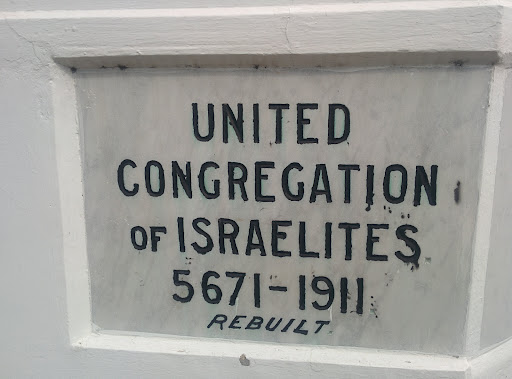 UNITED
CONGREGATION
OF ISRAELITES
5671-1911
REBUILT